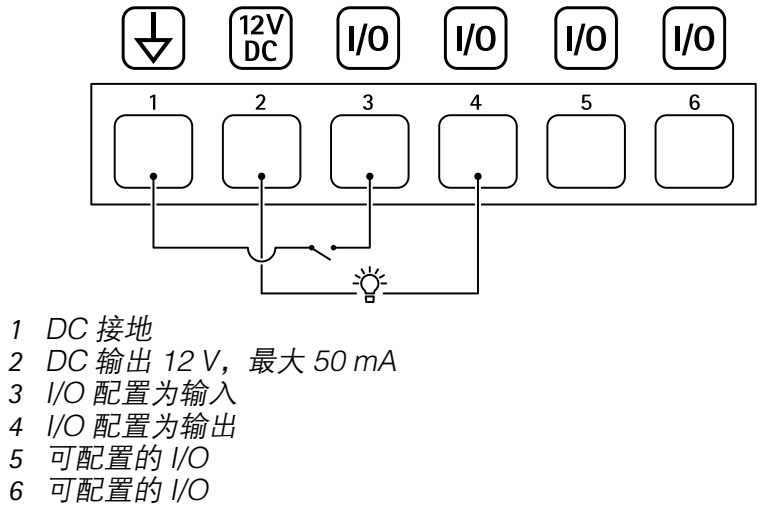 12V DC I/O I/O I/O I/O
1 2 3 4 5 6
1 DC 接地
2 DC 输出 12 V，最大 50 mA
3 I/O 配置为输入
4 I/O 配置为输出
5 可配置的 I/O
6 可配置的 I/O